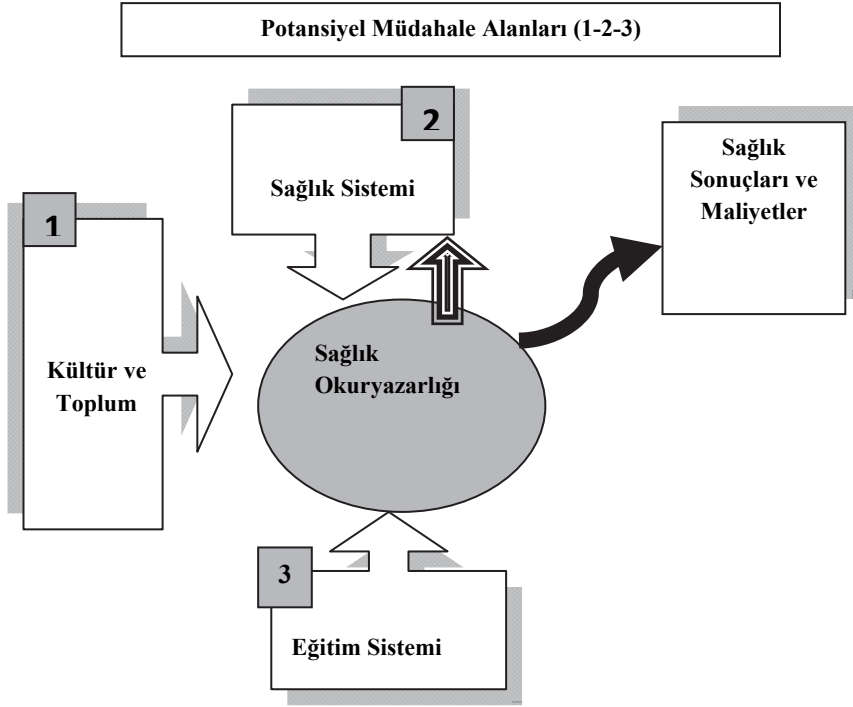 Potansiyel Müdahale Alanları (1-2-3)
2
Sağlık Sistemi
Sağlık
Sonuçları ve
Maliyetler
1
Kültür ve
Toplum
Sağlık
Okuryazarlığı
3
Eğitim Sistemi